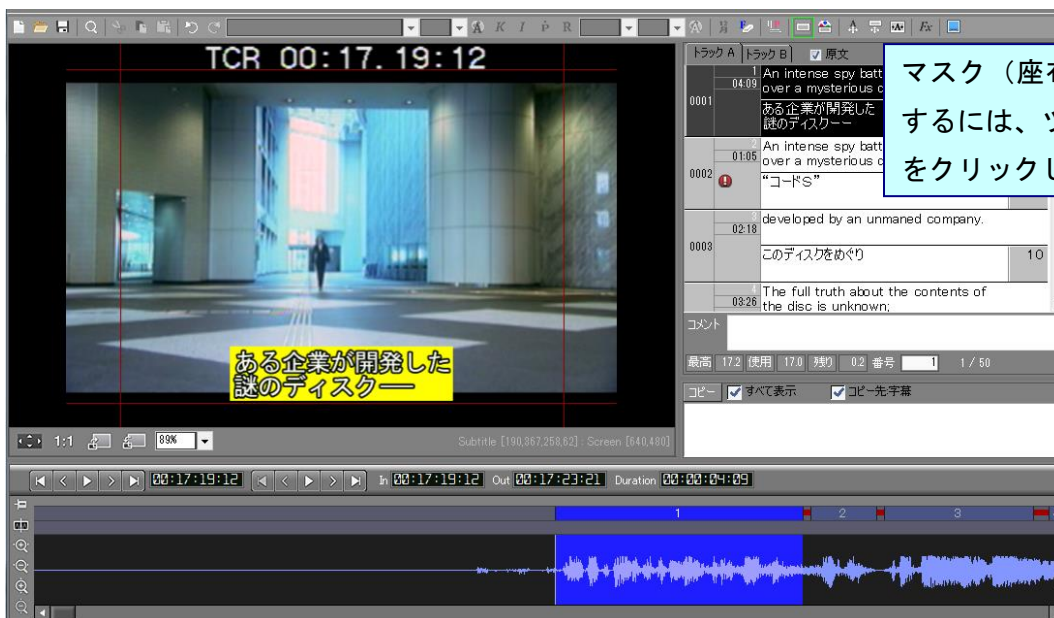 K I P R
Fx
TCR 00:17.19:12
ある企業が開発した
謎のディスク――
1:1
89%
Subtitle [190,367,258,62] : Screen [640,480]
トラック A トラック B 原文
0001
1
04:09
An intense spy batt
over a mysterious c
ある企業が開発した
謎のディスクーー
0002
2
01:05
An intense spy batt
over a mysterious c
“コードS”
0003
3
02:18
developed by an unmaned company.
このディスクをめぐり
10
4
03:26
The full truth about the contents of
the disc is unknown;
マスク（座
するには、
をクリック
コメント
最高 17.2 使用 17.0 残り 0.2 番号 1 1 / 50
コピー すべて表示 コピー先:字幕
00:17:19:12 In 00:17:19:12 Out 00:17:23:21 Duration 00:00:04:09
1 2 3